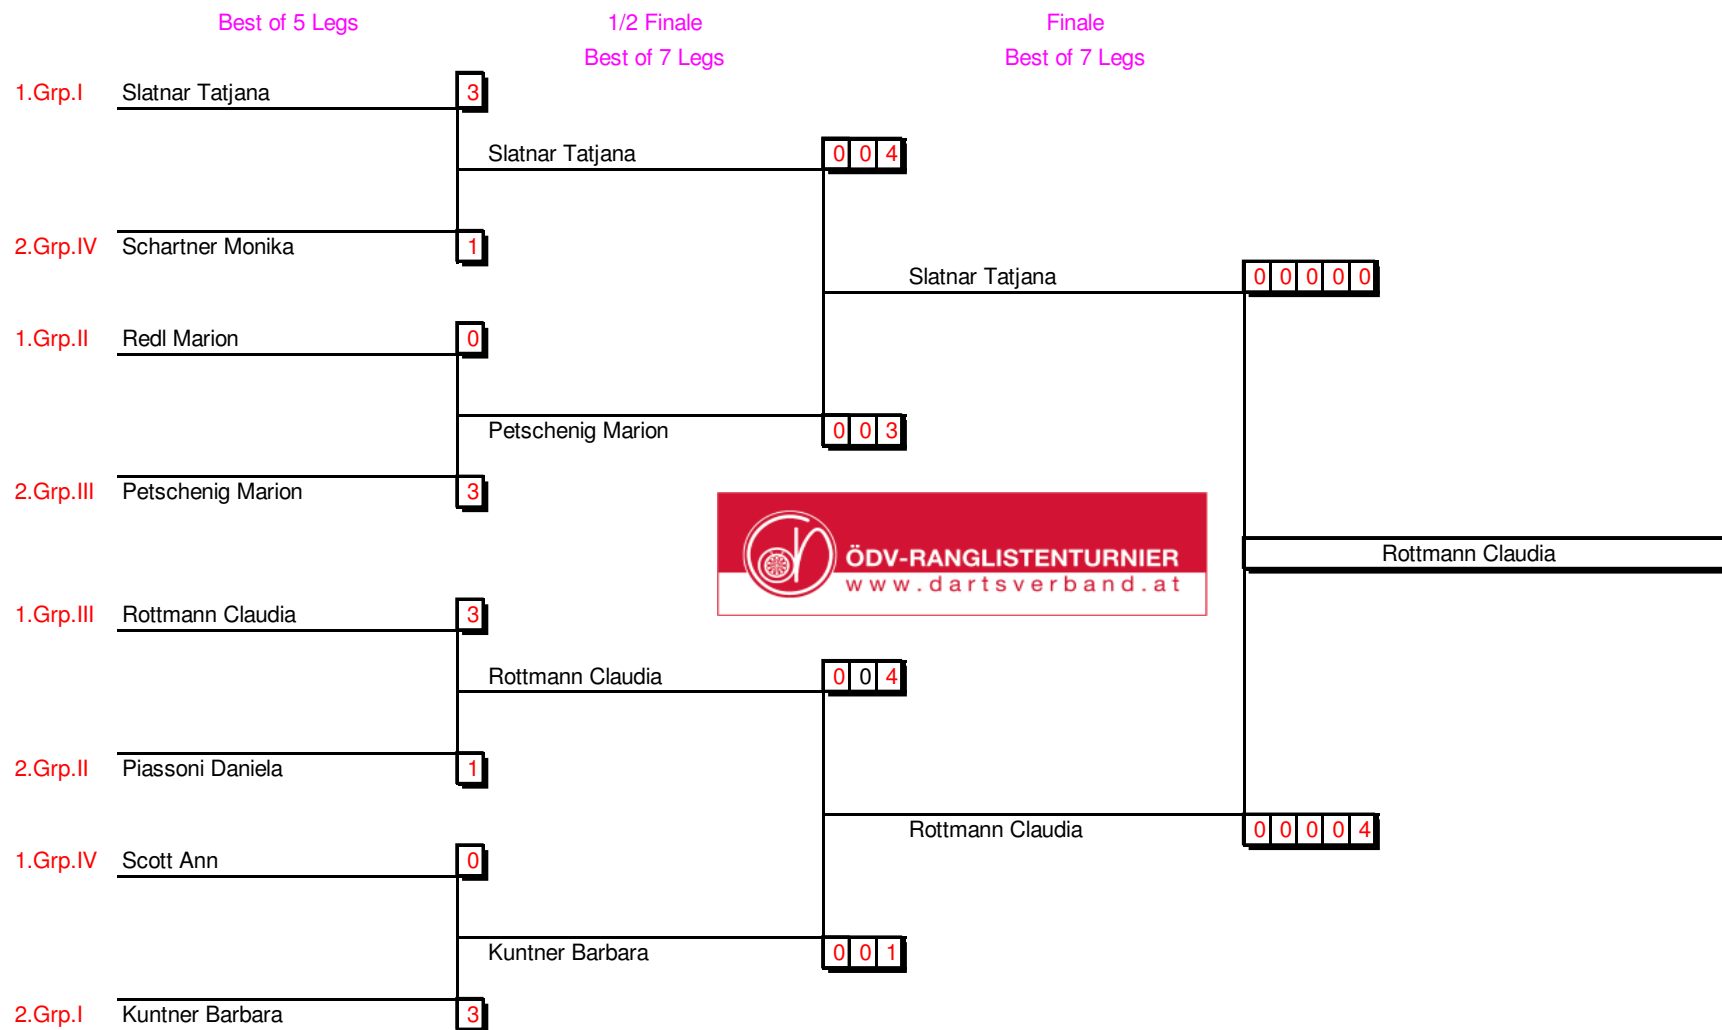 Best of 5 Legs 1/2 Finale Finale
Best of 7 Legs Best of 7 Legs
1.Grp.I Slatnar Tatjana 3
Slatnar Tatjana 0 0 4
2.Grp.IV Schartner Monika 1
Slatnar Tatjana 0 0 0 0 0
1.Grp.II Redl Marion 0
Petschenig Marion 0 0 3
2.Grp.III Petschenig Marion 3
ÖDV-RANGLISTENTURNIER
www.dartsverband.at
Rottmann Claudia
1.Grp.III Rottmann Claudia 3
Rottmann Claudia 0 0 4
2.Grp.II Piassoni Daniela 1
Rottmann Claudia 0 0 0 0 4
1.Grp.IV Scott Ann 0
Kuntner Barbara 0 0 1
2.Grp.I Kuntner Barbara 3